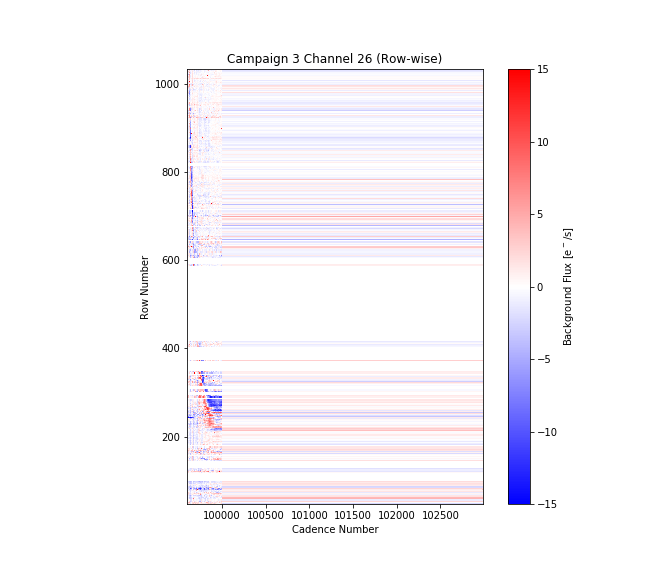 Campaign 3 Channel 26 (Row-wise)
1000
800
600
400
200
Row Number
100000 100500 101000 101500 102000 102500
Cadence Number
15
10
5
0
−5
−10
−15
Background Flux [e⁻/s]